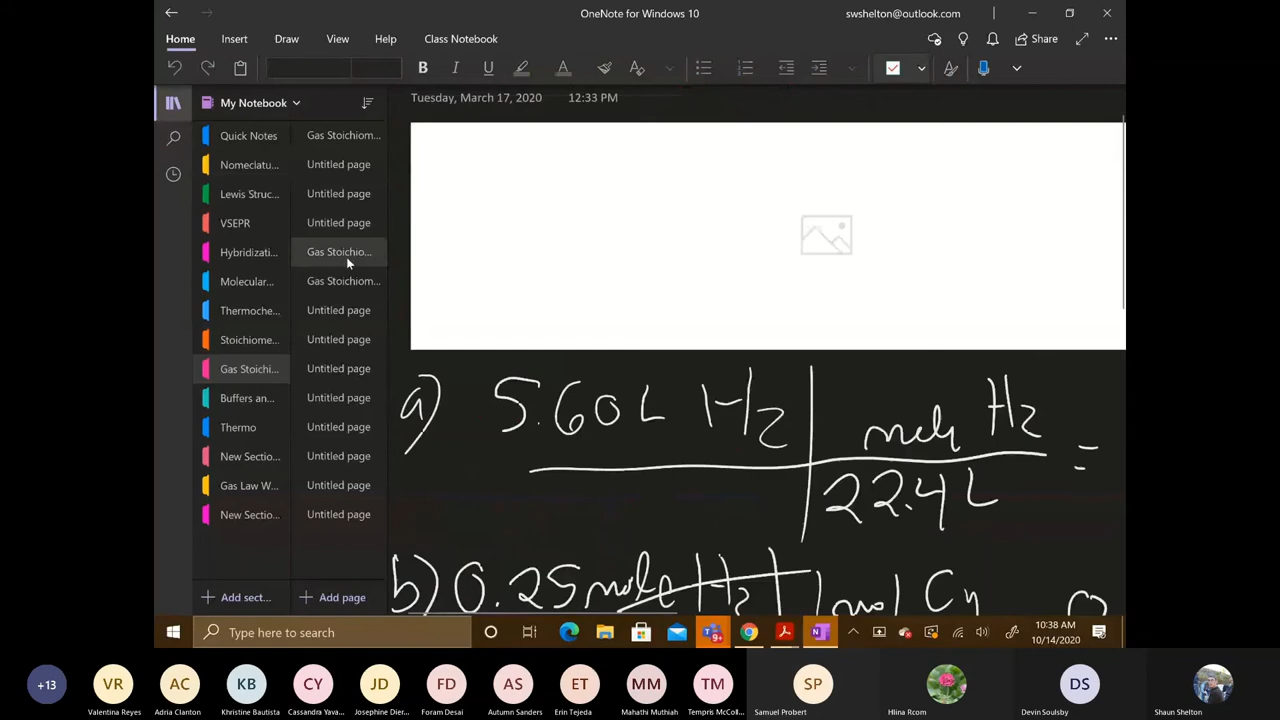 OneNote for Windows 10
swshelton@outlook.com
Home Insert Draw View Help Class Notebook
Share
B I U A
My Notebook
Tuesday, March 17, 2020 12:33 PM
Quick Notes
Nomeclatu...
Lewis Struc...
VSEPR
Hybridizati...
Molecular...
Thermoche...
Stoichiome...
Gas Stoichi...
Buffers an...
Thermo
New Sectio...
Gas Law W...
New Sectio...
Add sect...
Gas Stoichiom...
Untitled page
Untitled page
Untitled page
Gas Stoichio...
Gas Stoichiom...
Untitled page
Untitled page
Untitled page
Untitled page
Untitled page
Untitled page
Untitled page
Untitled page
Add page
a) 5.60 L H2 | mole H2 =
22.4 L
b) 0.25 mole H2 | mol
Type here to search
9+
10:38 AM
10/14/2020
+13 VR AC KB CY JD FD AS ET MM TM SP DS
Valentina Reyes Adria Clanton Khristine Bautista Cassandra Yava... Josephine Dier... Foram Desai Autumn Sanders Erin Tejeda Mahathi Muthiah Tempris McColl... Samuel Probert Hlina Rcom Devin Soulsby Shaun Shelton